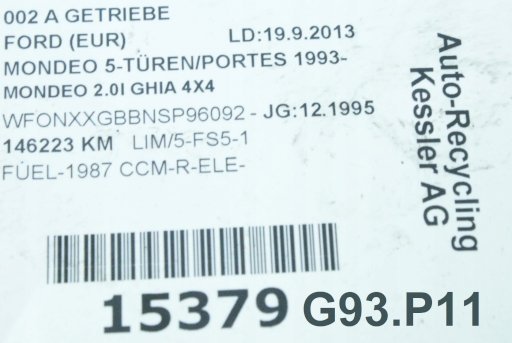 002 A GETRIEBE
FORD (EUR) LD:19.9.2013
MONDEO 5-TÜREN/PORTES 1993-
MONDEO 2.0I GHIA 4X4
WFONXXGBBNSP96092 - JG:12.1995
146223 KM LIM/5-FS5-1
FUEL-1987 CCM-R-ELE-
15379 G93.P11
Auto-Recycling
Kessler AG